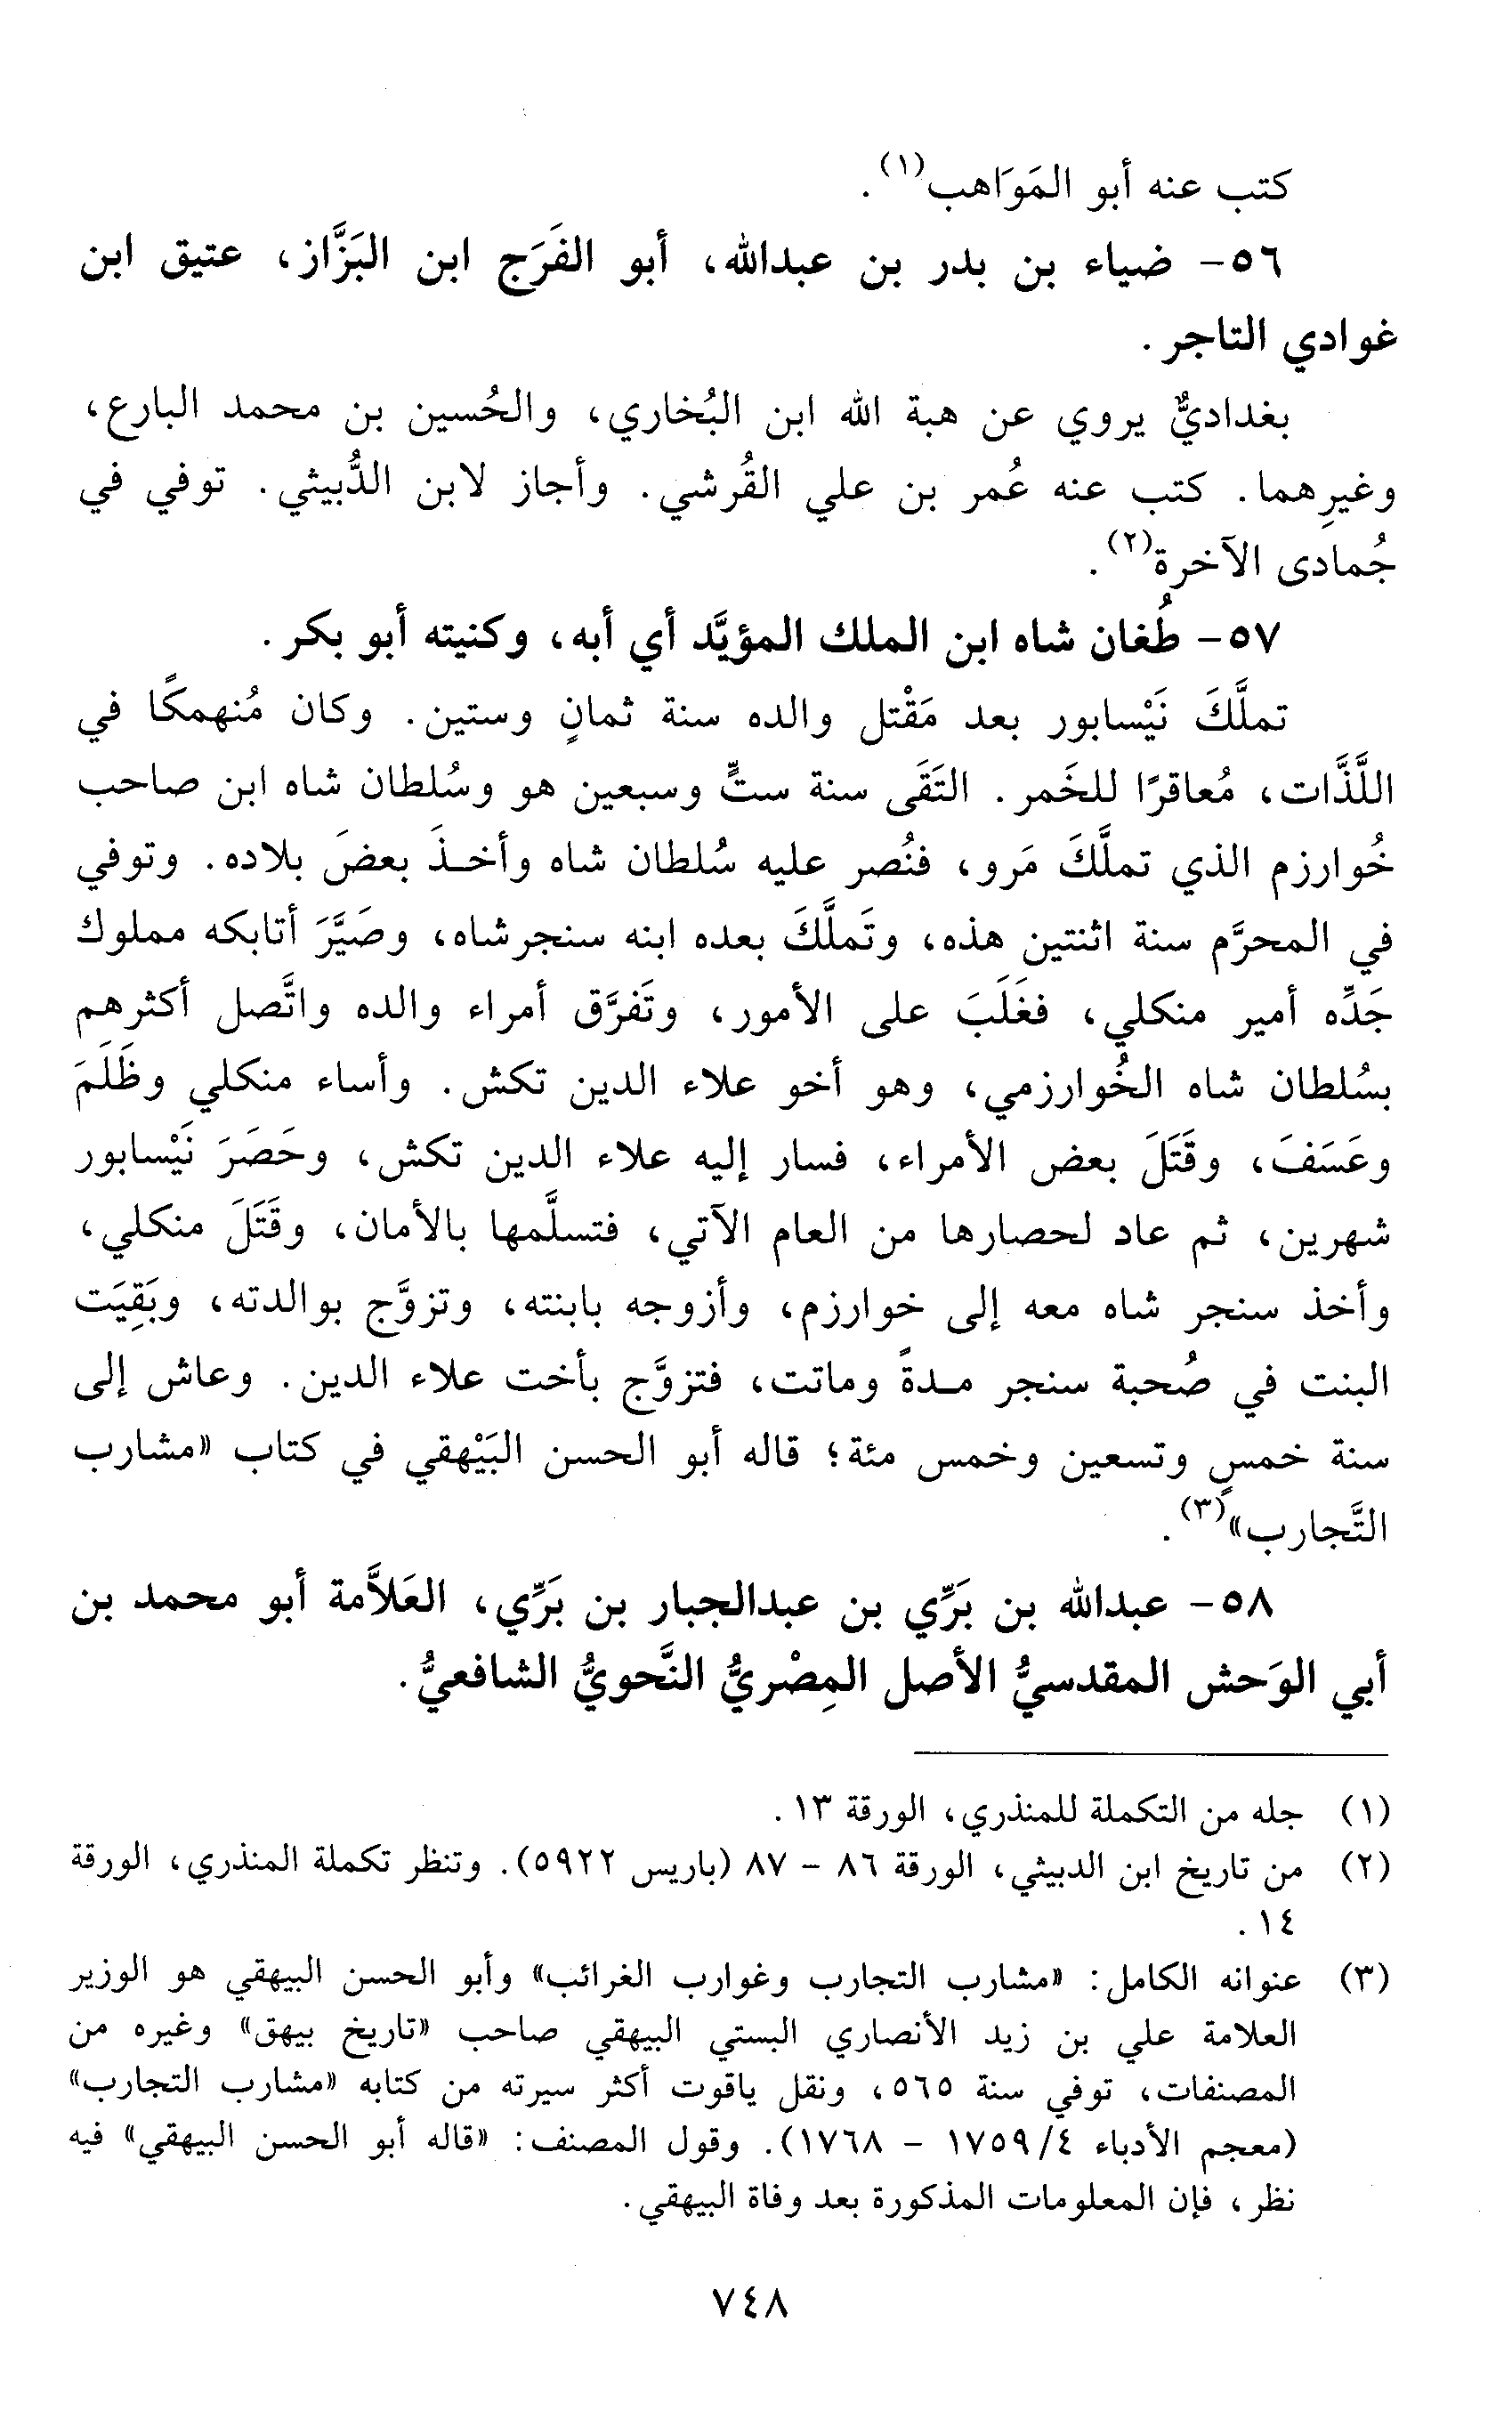 كتب عنه أبو المَوَاهب(١).
٥٦- ضياء بن بدر بن عبدالله، أبو الفَرَج ابن البَزَّاز، عتيق ابن
غوادي التاجر.
بغداديٌّ يروي عن هبة الله ابن البُخاري، والحُسين بن محمد البارع،
وغيرِهما. كتب عنه عُمر بن علي القُرشي. وأجاز لابن الدُّبيثي. توفي في
جُمادى الآخرة(٢).
٥٧- طُغان شاه ابن الملك المؤيَّد أي أبه، وكنيته أبو بكر.
تملَّكَ نَيْسابور بعد مَقْتل والده سنة ثمانٍ وستين. وكان مُنهمكًا في
اللَّذَّات، مُعاقرًا للخَمر. التَقَى سنة ستٍّ وسبعين هو وسُلطان شاه ابن صاحب
خُوارزم الذي تملَّكَ مَرو، فنُصر عليه سُلطان شاه وأخـذَ بعضَ بلاده. وتوفي
في المحرَّم سنة اثنتين هذه، وتَملَّكَ بعده ابنه سنجرشاه، وصَيَّرَ أتابكه مملوك
جَدِّه أمير منكلي، فغَلَبَ على الأمور، وتَفرَّق أمراء والده واتَّصل أكثرهم
بسُلطان شاه الخُوارزمي، وهو أخو علاء الدين تكش. وأساء منكلي وظَلَمَ
وعَسَفَ، وقَتَلَ بعض الأمراء، فسار إليه علاء الدين تكش، وحَصَرَ نَيْسابور
شهرين، ثم عاد لحصارها من العام الآتي، فتسلَّمها بالأمان، وقَتَلَ منكلي،
وأخذ سنجر شاه معه إلى خوارزم، وأزوجه بابنته، وتزوَّج بوالدته، وبَقِيَت
البنت في صُحبة سنجر مـدةً وماتت، فتزوَّج بأخت علاء الدين. وعاش إلى
سنة خمسٍ وتسعين وخمس مئة؛ قاله أبو الحسن البَيْهقي في كتاب «مشارب
التَّجارب»(٣).
٥٨- عبدالله بن بَرِّي بن عبدالجبار بن بَرِّي، العَلاَّمة أبو محمد بن
أبي الوَحش المقدسيُّ الأصل المِصْريُّ النَّحويُّ الشافعيُّ.
(١) جله من التكملة للمنذري، الورقة ١٣.
(٢) من تاريخ ابن الدبيثي، الورقة ٨٦ - ٨٧ (باريس ٥٩٢٢). وتنظر تكملة المنذري، الورقة
١٤.
(٣) عنوانه الكامل: «مشارب التجارب وغوارب الغرائب» وأبو الحسن البيهقي هو الوزير
العلامة علي بن زيد الأنصاري البستي البيهقي صاحب «تاريخ بيهق» وغيره من
المصنفات، توفي سنة ٥٦٥، ونقل ياقوت أكثر سيرته من كتابه «مشارب التجارب»
(معجم الأدباء ٤/ ١٧٥٩ - ١٧٦٨). وقول المصنف: «قاله أبو الحسن البيهقي» فيه
نظر، فإن المعلومات المذكورة بعد وفاة البيهقي.
٧٤٨